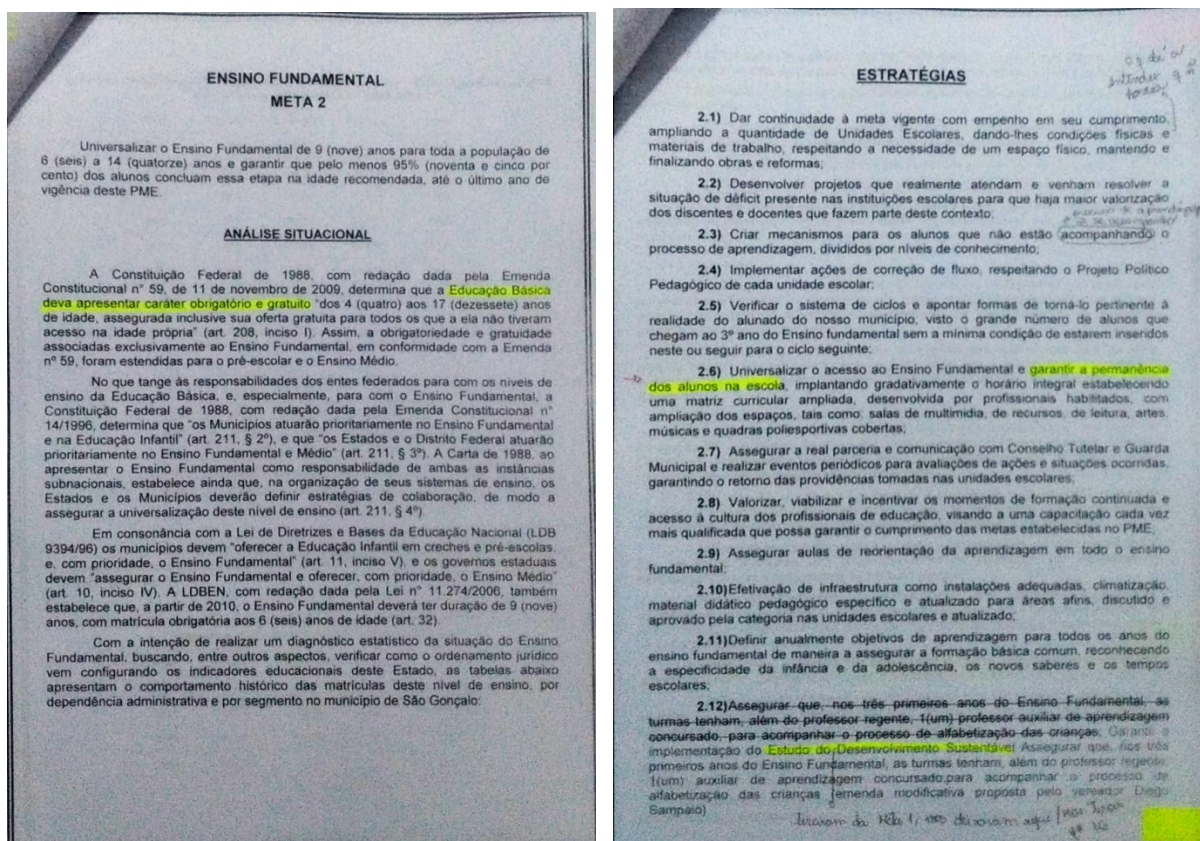 ENSINO FUNDAMENTAL
META 2
Universalizar o Ensino Fundamental de 9 (nove) anos para toda a população de
6 (seis) a 14 (quatorze) anos e garantir que pelo menos 95% (noventa e cinco por
cento) dos alunos concluam essa etapa na idade recomendada, até o último ano de
vigência deste PME.
ANÁLISE SITUACIONAL
A Constituição Federal de 1988, com redação dada pela Emenda
Constitucional n° 59, de 11 de novembro de 2009, determina que a Educação Básica
deva apresentar caráter obrigatório e gratuito "dos 4 (quatro) aos 17 (dezessete) anos
de idade, assegurada inclusive sua oferta gratuita para todos os que a ela não tiveram
acesso na idade própria" (art. 208, inciso I). Assim, a obrigatoriedade e gratuidade
associadas exclusivamente ao Ensino Fundamental, em conformidade com a Emenda
nº 59, foram estendidas para o pré-escolar e o Ensino Médio.
No que tange às responsabilidades dos entes federados para com os níveis de
ensino da Educação Básica, e, especialmente, para com o Ensino Fundamental, a
Constituição Federal de 1988, com redação dada pela Emenda Constitucional n°
14/1996, determina que "os Municípios atuarão prioritariamente no Ensino Fundamental
e na Educação Infantil" (art. 211, § 2º), e que "os Estados e o Distrito Federal atuarão
prioritariamente no Ensino Fundamental e Médio" (art. 211, § 3º). A Carta de 1988, ao
apresentar o Ensino Fundamental como responsabilidade de ambas as instâncias
subnacionais, estabelece ainda que, na organização de seus sistemas de ensino, os
Estados e os Municípios deverão definir estratégias de colaboração, de modo a
assegurar a universalização deste nível de ensino (art. 211, § 4º).
Em consonância com a Lei de Diretrizes e Bases da Educação Nacional (LDB
9394/96) os municípios devem "oferecer a Educação Infantil em creches e pré-escolas,
e, com prioridade, o Ensino Fundamental" (art. 11, inciso V), e os governos estaduais
devem "assegurar o Ensino Fundamental e oferecer, com prioridade, o Ensino Médio"
(art. 10, inciso IV). A LDBEN, com redação dada pela Lei n° 11.274/2006, também
estabelece que, a partir de 2010, o Ensino Fundamental deverá ter duração de 9 (nove)
anos, com matrícula obrigatória aos 6 (seis) anos de idade (art. 32).
Com a intenção de realizar um diagnóstico estatístico da situação do Ensino
Fundamental, buscando, entre outros aspectos, verificar como o ordenamento jurídico
vem configurando os indicadores educacionais deste Estado, as tabelas abaixo
apresentam o comportamento histórico das matrículas deste nível de ensino, por
dependência administrativa e por segmento no município de São Gonçalo:
ESTRATÉGIAS
2.1) Dar continuidade à meta vigente com empenho em seu cumprimento,
ampliando a quantidade de Unidades Escolares, dando-lhes condições físicas e
materiais de trabalho, respeitando a necessidade de um espaço físico, mantendo e
finalizando obras e reformas;
2.2) Desenvolver projetos que realmente atendam e venham resolver a
situação de déficit presente nas instituições escolares para que haja maior valorização
dos discentes e docentes que fazem parte deste contexto;
2.3) Criar mecanismos para os alunos que não estão acompanhando o
processo de aprendizagem, divididos por níveis de conhecimento;
2.4) Implementar ações de correção de fluxo, respeitando o Projeto Político
Pedagógico de cada unidade escolar;
2.5) Verificar o sistema de ciclos e apontar formas de torná-lo pertinente à
realidade do alunado do nosso município, visto o grande número de alunos que
chegam ao 3º ano do Ensino fundamental sem a mínima condição de estarem inseridos
neste ou seguir para o ciclo seguinte;
2.6) Universalizar o acesso ao Ensino Fundamental e garantir a permanência
dos alunos na escola, implantando gradativamente o horário integral estabelecendo
uma matriz curricular ampliada, desenvolvida por profissionais habilitados, com
ampliação dos espaços, tais como: salas de multimídia, de recursos, de leitura, artes,
músicas e quadras poliesportivas cobertas;
2.7) Assegurar a real parceria e comunicação com Conselho Tutelar e Guarda
Municipal e realizar eventos periódicos para avaliações de ações e situações ocorridas,
garantindo o retorno das providências tomadas nas unidades escolares;
2.8) Valorizar, viabilizar e incentivar os momentos de formação continuada e
acesso à cultura dos profissionais de educação, visando a uma capacitação cada vez
mais qualificada que possa garantir o cumprimento das metas estabelecidas no PME;
2.9) Assegurar aulas de reorientação da aprendizagem em todo o ensino
fundamental;
2.10)Efetivação de infraestrutura como instalações adequadas, climatização,
material didático pedagógico específico e atualizado para áreas afins, discutido e
aprovado pela categoria nas unidades escolares e atualizado;
2.11)Definir anualmente objetivos de aprendizagem para todos os anos do
ensino fundamental de maneira a assegurar a formação básica comum, reconhecendo
a especificidade da infância e da adolescência, os novos saberes e os tempos
escolares;
2.12)Assegurar que, nos três primeiros anos do Ensino Fundamental, as
turmas tenham, além do professor regente, 1(um) professor auxiliar de aprendizagem
concursado, para acompanhar o processo de alfabetização das crianças; Garantir a
implementação do Estudo do Desenvolvimento Sustentável Assegurar que, nos três
primeiros anos do Ensino Fundamental, as turmas tenham, além do professor regente,
1(um) auxiliar de aprendizagem concursado,para acompanhar o processo de
alfabetização das crianças (emenda modificativa proposta pelo vereador Diego
Sampaio)
tiraram da Meta 1, mas deixaram aqui